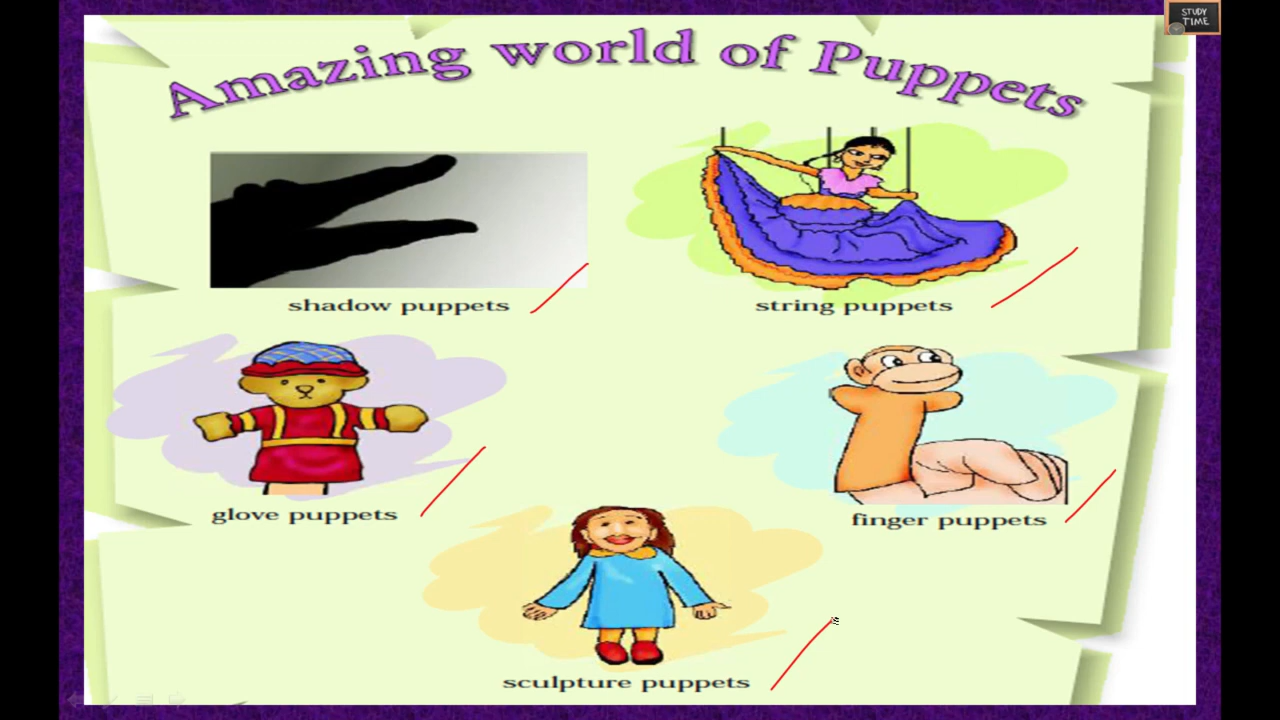 STUDY
TIME
Amazing world of Puppets
shadow puppets
string puppets
glove puppets
finger puppets
sculpture puppets